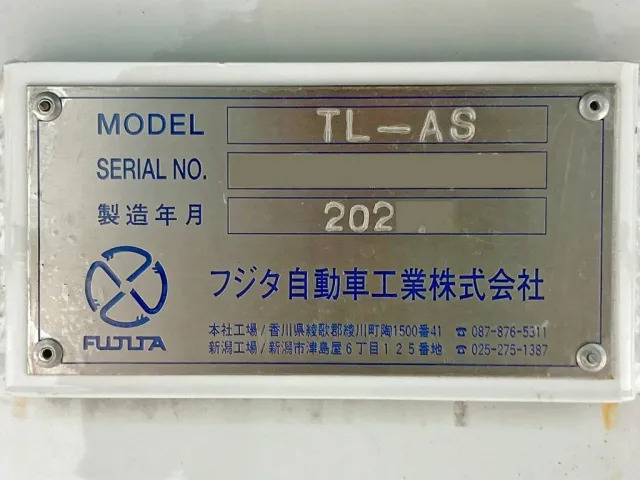 MODEL TL-AS
SERIAL NO.
製造年月 202
フジタ自動車工業株式会社
FUJITA
本社工場/香川県綾歌郡綾川町陶1500番41 ☎087-876-5311
新潟工場/新潟市津島屋6丁目125番地 ☎025-275-1387